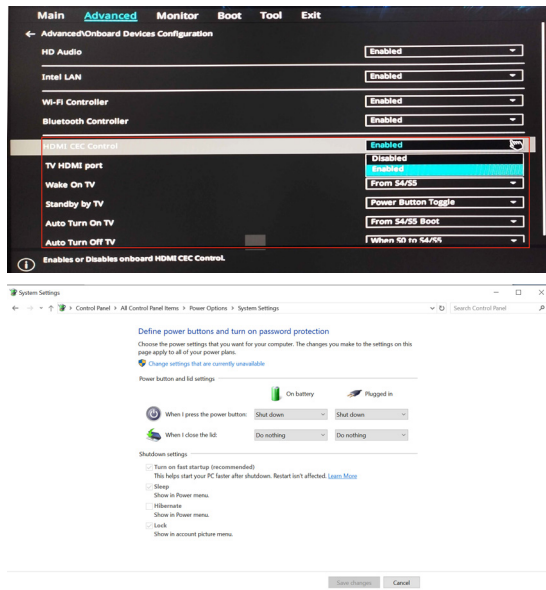 Main Advanced Monitor Boot Tool Exit
← Advanced\Onboard Devices Configuration
HD Audio Enabled
Intel LAN Enabled
Wi-Fi Controller Enabled
Bluetooth Controller Enabled
HDMI CEC Control Enabled
Disabled
Enabled
TV HDMI port
Wake On TV From S4/S5
Standby by TV Power Button Toggle
Auto Turn On TV From S4/S5 Boot
Auto Turn Off TV When S0 to S4/S5
Enables or Disables onboard HDMI CEC Control.
System Settings
Control Panel > All Control Panel Items > Power Options > System Settings
Search Control Panel
Define power buttons and turn on password protection
Choose the power settings that you want for your computer. The changes you make to the settings on this
page apply to all of your power plans.
Change settings that are currently unavailable
Power button and lid settings
On battery Plugged in
When I press the power button: Shut down Shut down
When I close the lid: Do nothing Do nothing
Shutdown settings
Turn on fast startup (recommended)
This helps start your PC faster after shutdown. Restart isn't affected. Learn More
Sleep
Show in Power menu.
Hibernate
Show in Power menu.
Lock
Show in account picture menu.
Save changes Cancel